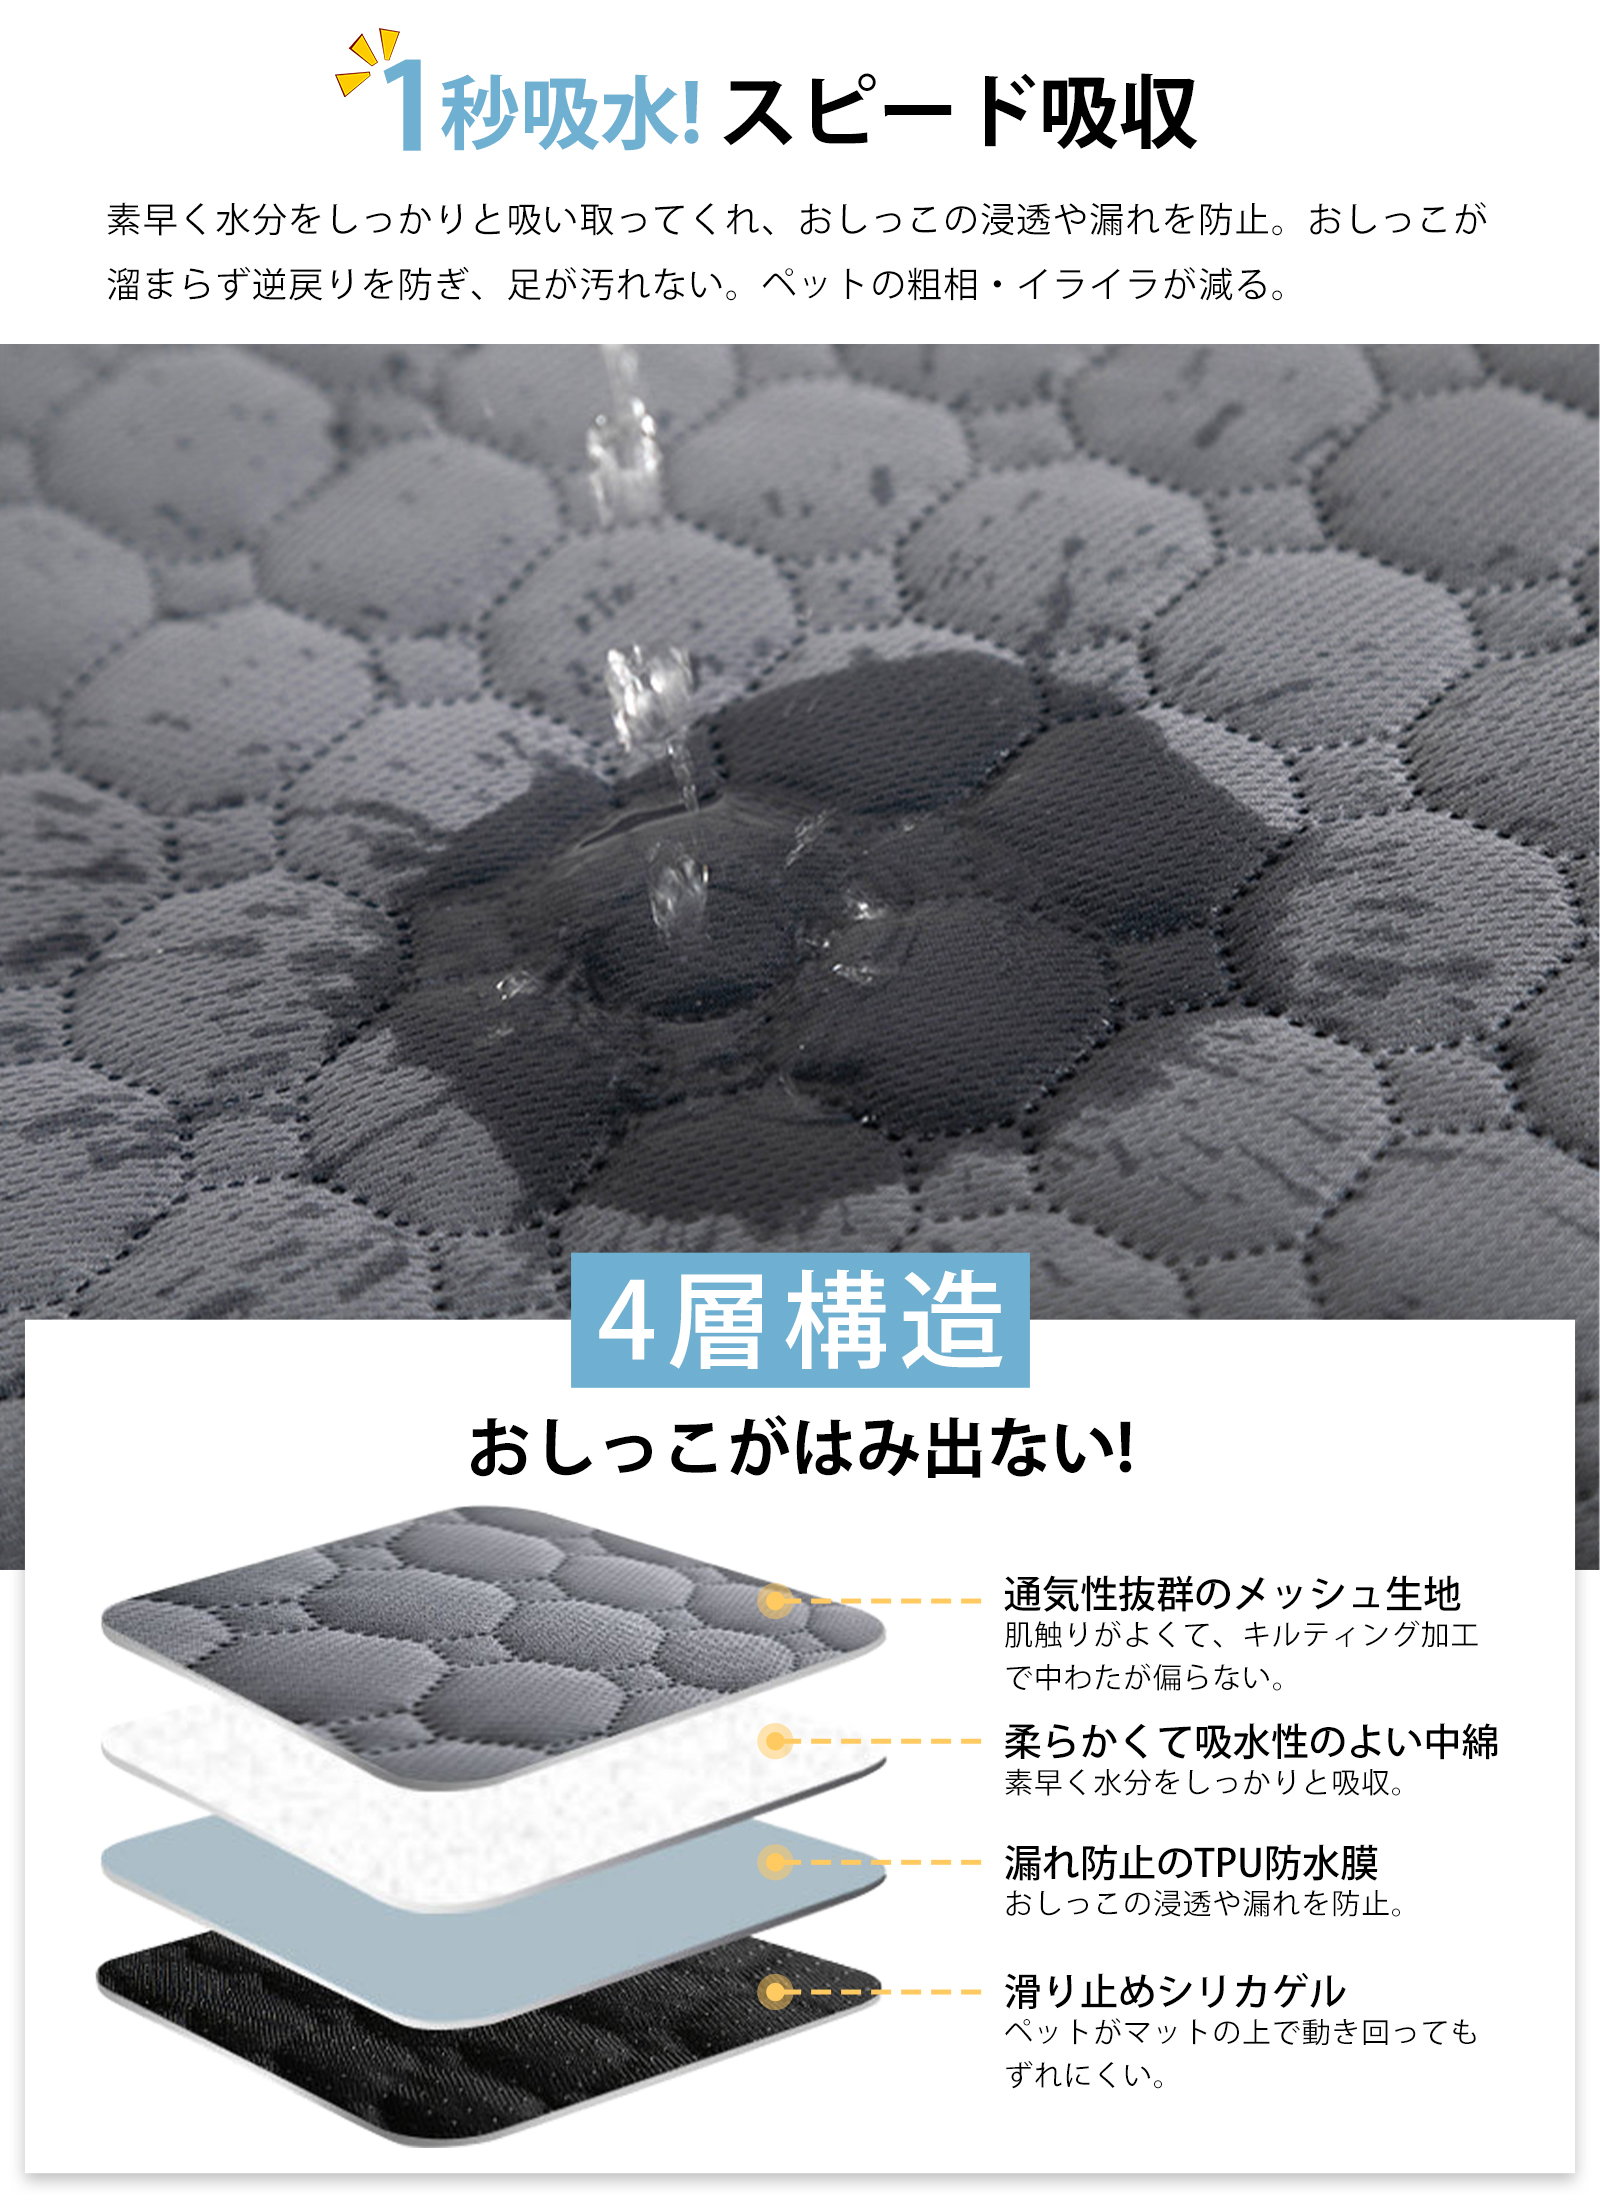 1秒吸水! スピード吸収
素早く水分をしっかりと吸い取ってくれ、おしっこの浸透や漏れを防止。おしっこが
溜まらず逆戻りを防ぎ、足が汚れない。ペットの粗相・イライラが減る。
4層構造
おしっこがはみ出ない!
通気性抜群のメッシュ生地
肌触りがよくて、キルティング加工
で中わたが偏らない。
柔らかくて吸水性のよい中綿
素早く水分をしっかりと吸収。
漏れ防止のTPU防水膜
おしっこの浸透や漏れを防止。
滑り止めシリカゲル
ペットがマットの上で動き回っても
ずれにくい。